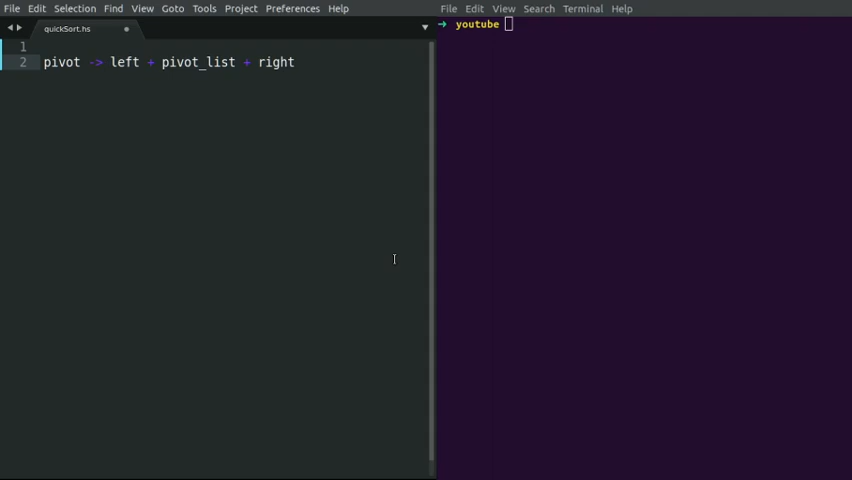 File Edit Selection Find View Goto Tools Project Preferences Help
quickSort.hs
1
2 pivot -> left + pivot_list + right
File Edit View Search Terminal Help
➜ youtube